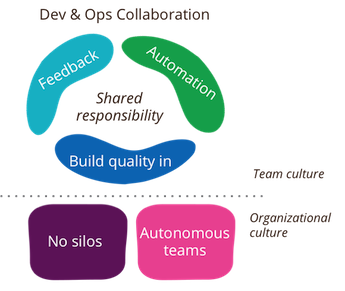 Dev & Ops Collaboration
Feedback
Automation
Shared
responsibility
Build quality in
Team culture
Organizational
culture
No silos
Autonomous
teams